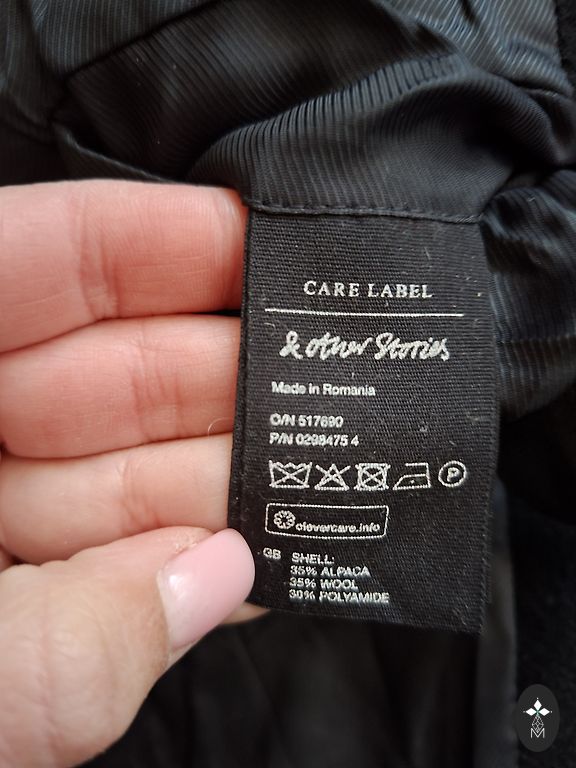 CARE LABEL
& other Stories
Made in Romania
O/N 517690
P/N 0298475 4
P
clevercare.info
GB SHELL:
35% ALPACA
35% WOOL
30% POLYAMIDE
M